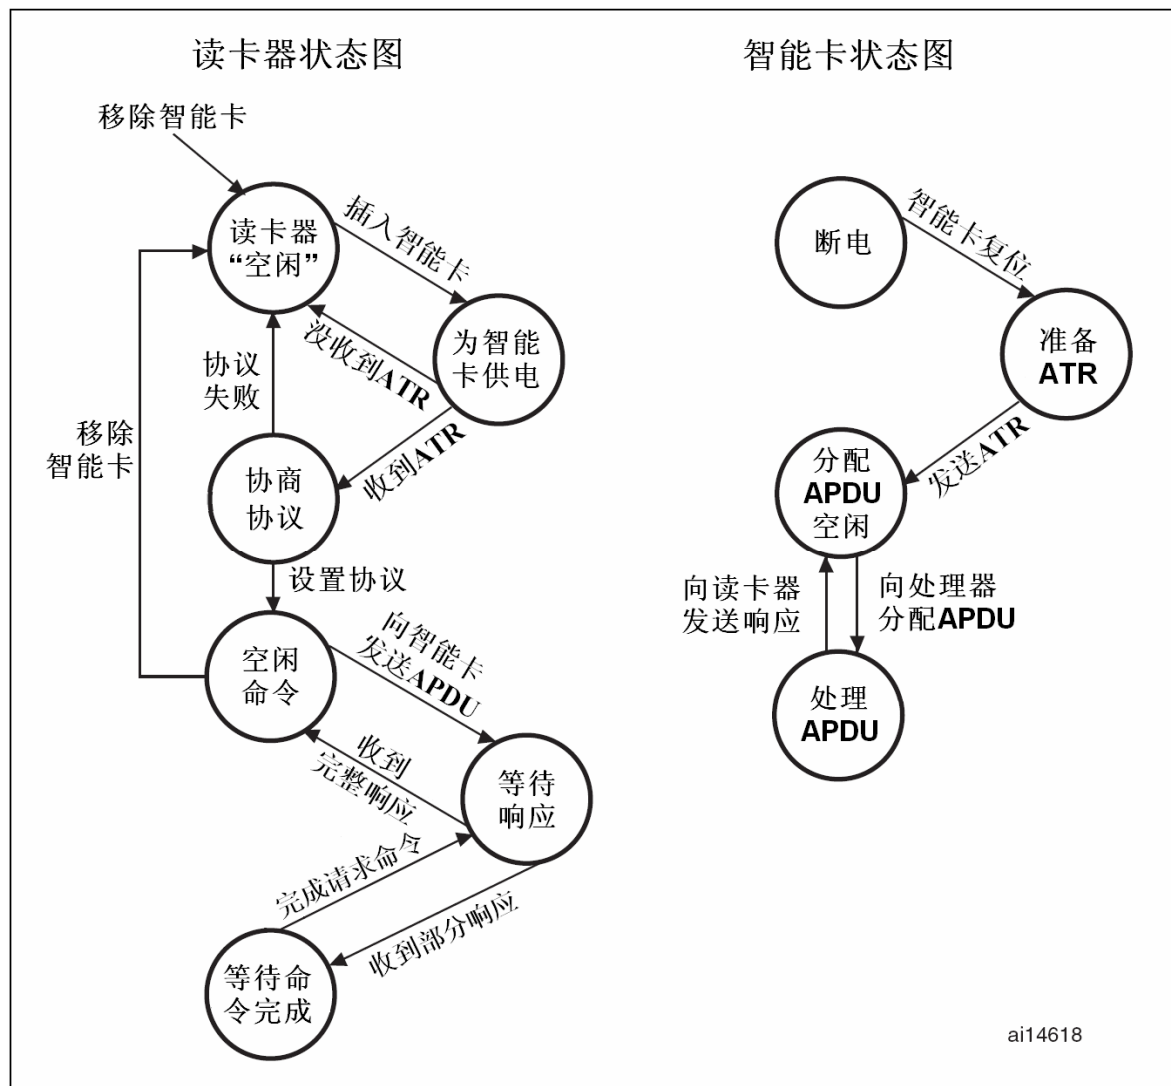 读卡器状态图
移除智能卡
读卡器
“空闲”
插入智能卡
没收到ATR
为智能
卡供电
协议
失败
收到ATR
移除
智能卡
协商
协议
设置协议
空闲
命令
向智能卡
发送APDU
收到
完整响应
等待
响应
完成请求命令
收到部分响应
等待命
令完成
智能卡状态图
断电
智能卡复位
准备
ATR
发送ATR
分配
APDU
空闲
向读卡器
发送响应
向处理器
分配APDU
处理
APDU
ai14618